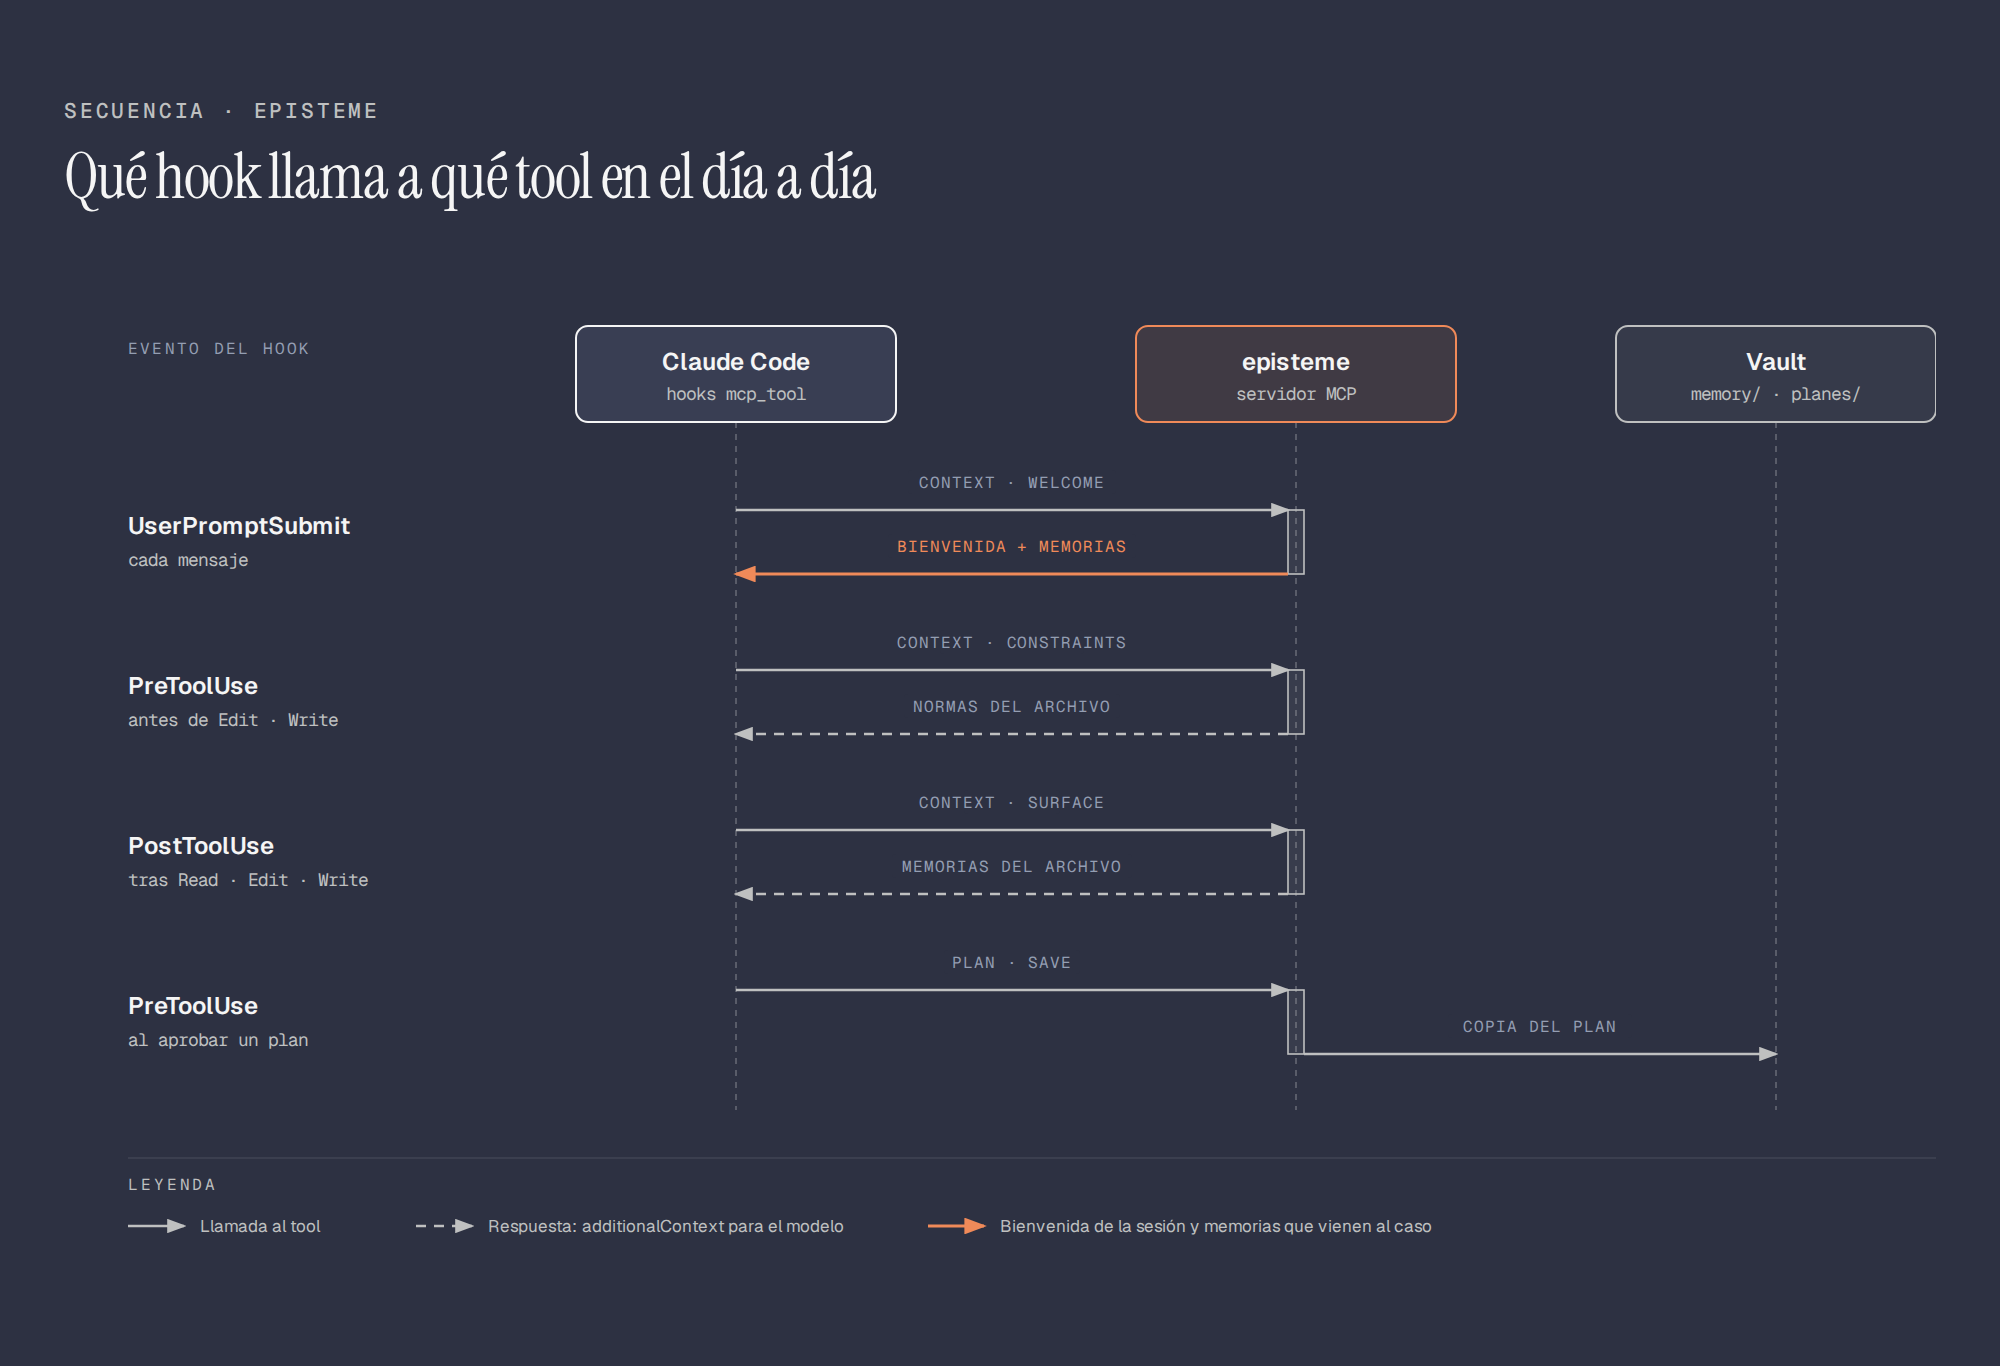 SECUENCIA · EPISTEME
Qué hook llama a qué tool en el día a día
EVENTO DEL HOOK
Claude Code
hooks mcp_tool
episteme
servidor MCP
Vault
memory/ · planes/
CONTEXT · WELCOME
UserPromptSubmit
cada mensaje
BIENVENIDA + MEMORIAS
CONTEXT · CONSTRAINTS
PreToolUse
antes de Edit · Write
NORMAS DEL ARCHIVO
CONTEXT · SURFACE
PostToolUse
tras Read · Edit · Write
MEMORIAS DEL ARCHIVO
PLAN · SAVE
PreToolUse
al aprobar un plan
COPIA DEL PLAN
LEYENDA
Llamada al tool
Respuesta: additionalContext para el modelo
Bienvenida de la sesión y memorias que vienen al caso